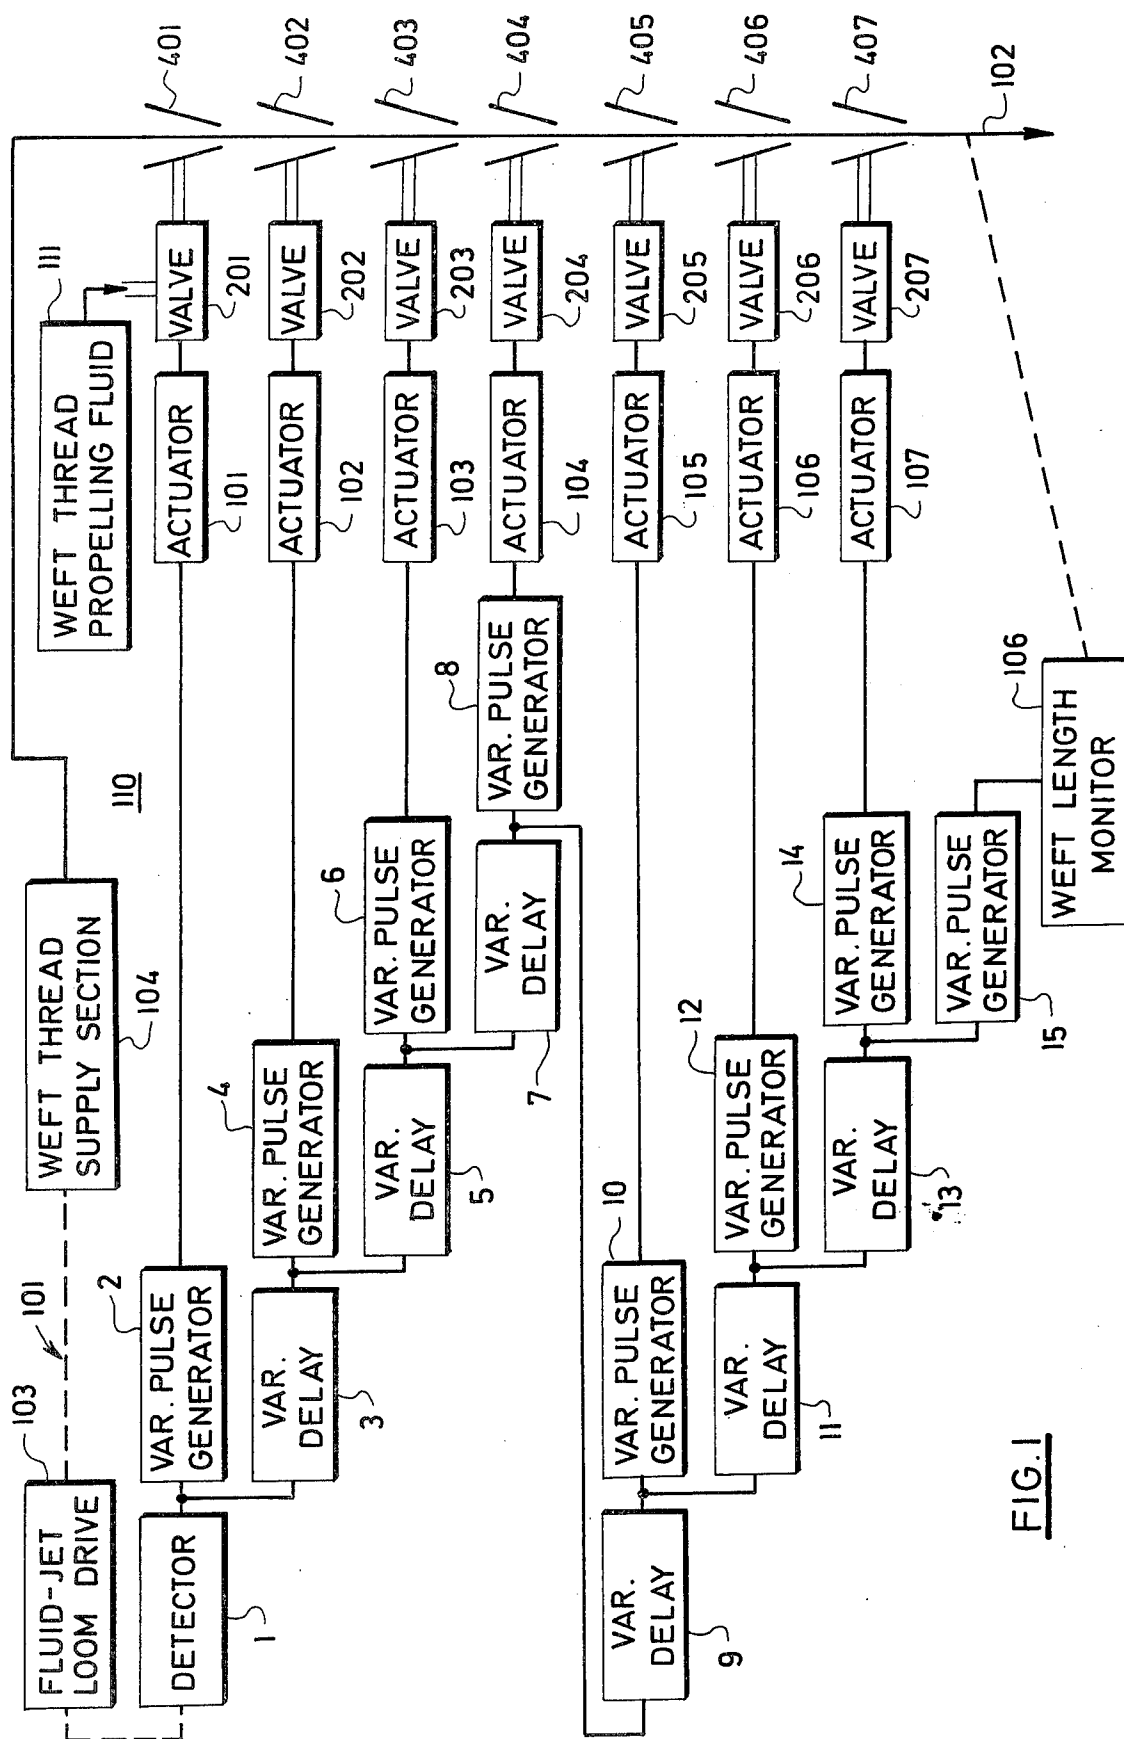 FLUID-JET
LOOM DRIVE
103
101
WEFT THREAD
SUPPLY SECTION
104
110
WEFT THREAD
PROPELLING FLUID
111
DETECTOR
1
VAR. PULSE
GENERATOR
2
ACTUATOR
101
VALVE
201
401
VAR.
DELAY
3
VAR. PULSE
GENERATOR
4
ACTUATOR
102
VALVE
202
402
VAR.
DELAY
5
VAR. PULSE
GENERATOR
6
ACTUATOR
103
VALVE
203
403
VAR.
DELAY
7
VAR. PULSE
GENERATOR
8
ACTUATOR
104
VALVE
204
404
VAR.
DELAY
9
VAR. PULSE
GENERATOR
10
ACTUATOR
105
VALVE
205
405
VAR.
DELAY
11
VAR. PULSE
GENERATOR
12
ACTUATOR
106
VALVE
206
406
VAR.
DELAY
13
VAR. PULSE
GENERATOR
14
ACTUATOR
107
VALVE
207
407
VAR. PULSE
GENERATOR
15
WEFT LENGTH
MONITOR
106
102
FIG.1